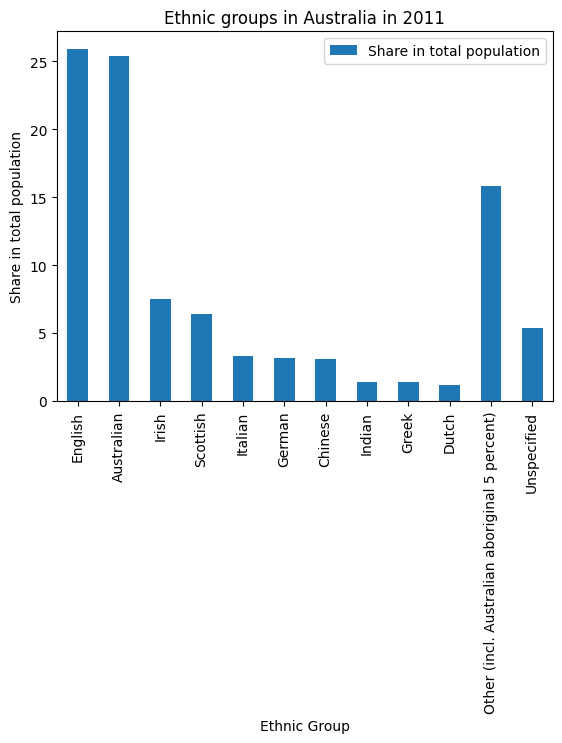 Ethnic groups in Australia in 2011
Share in total population
Share in total population
25
20
15
10
5
0
English
Australian
Irish
Scottish
Italian
German
Chinese
Indian
Greek
Dutch
Other (incl. Australian aboriginal 5 percent)
Unspecified
Ethnic Group